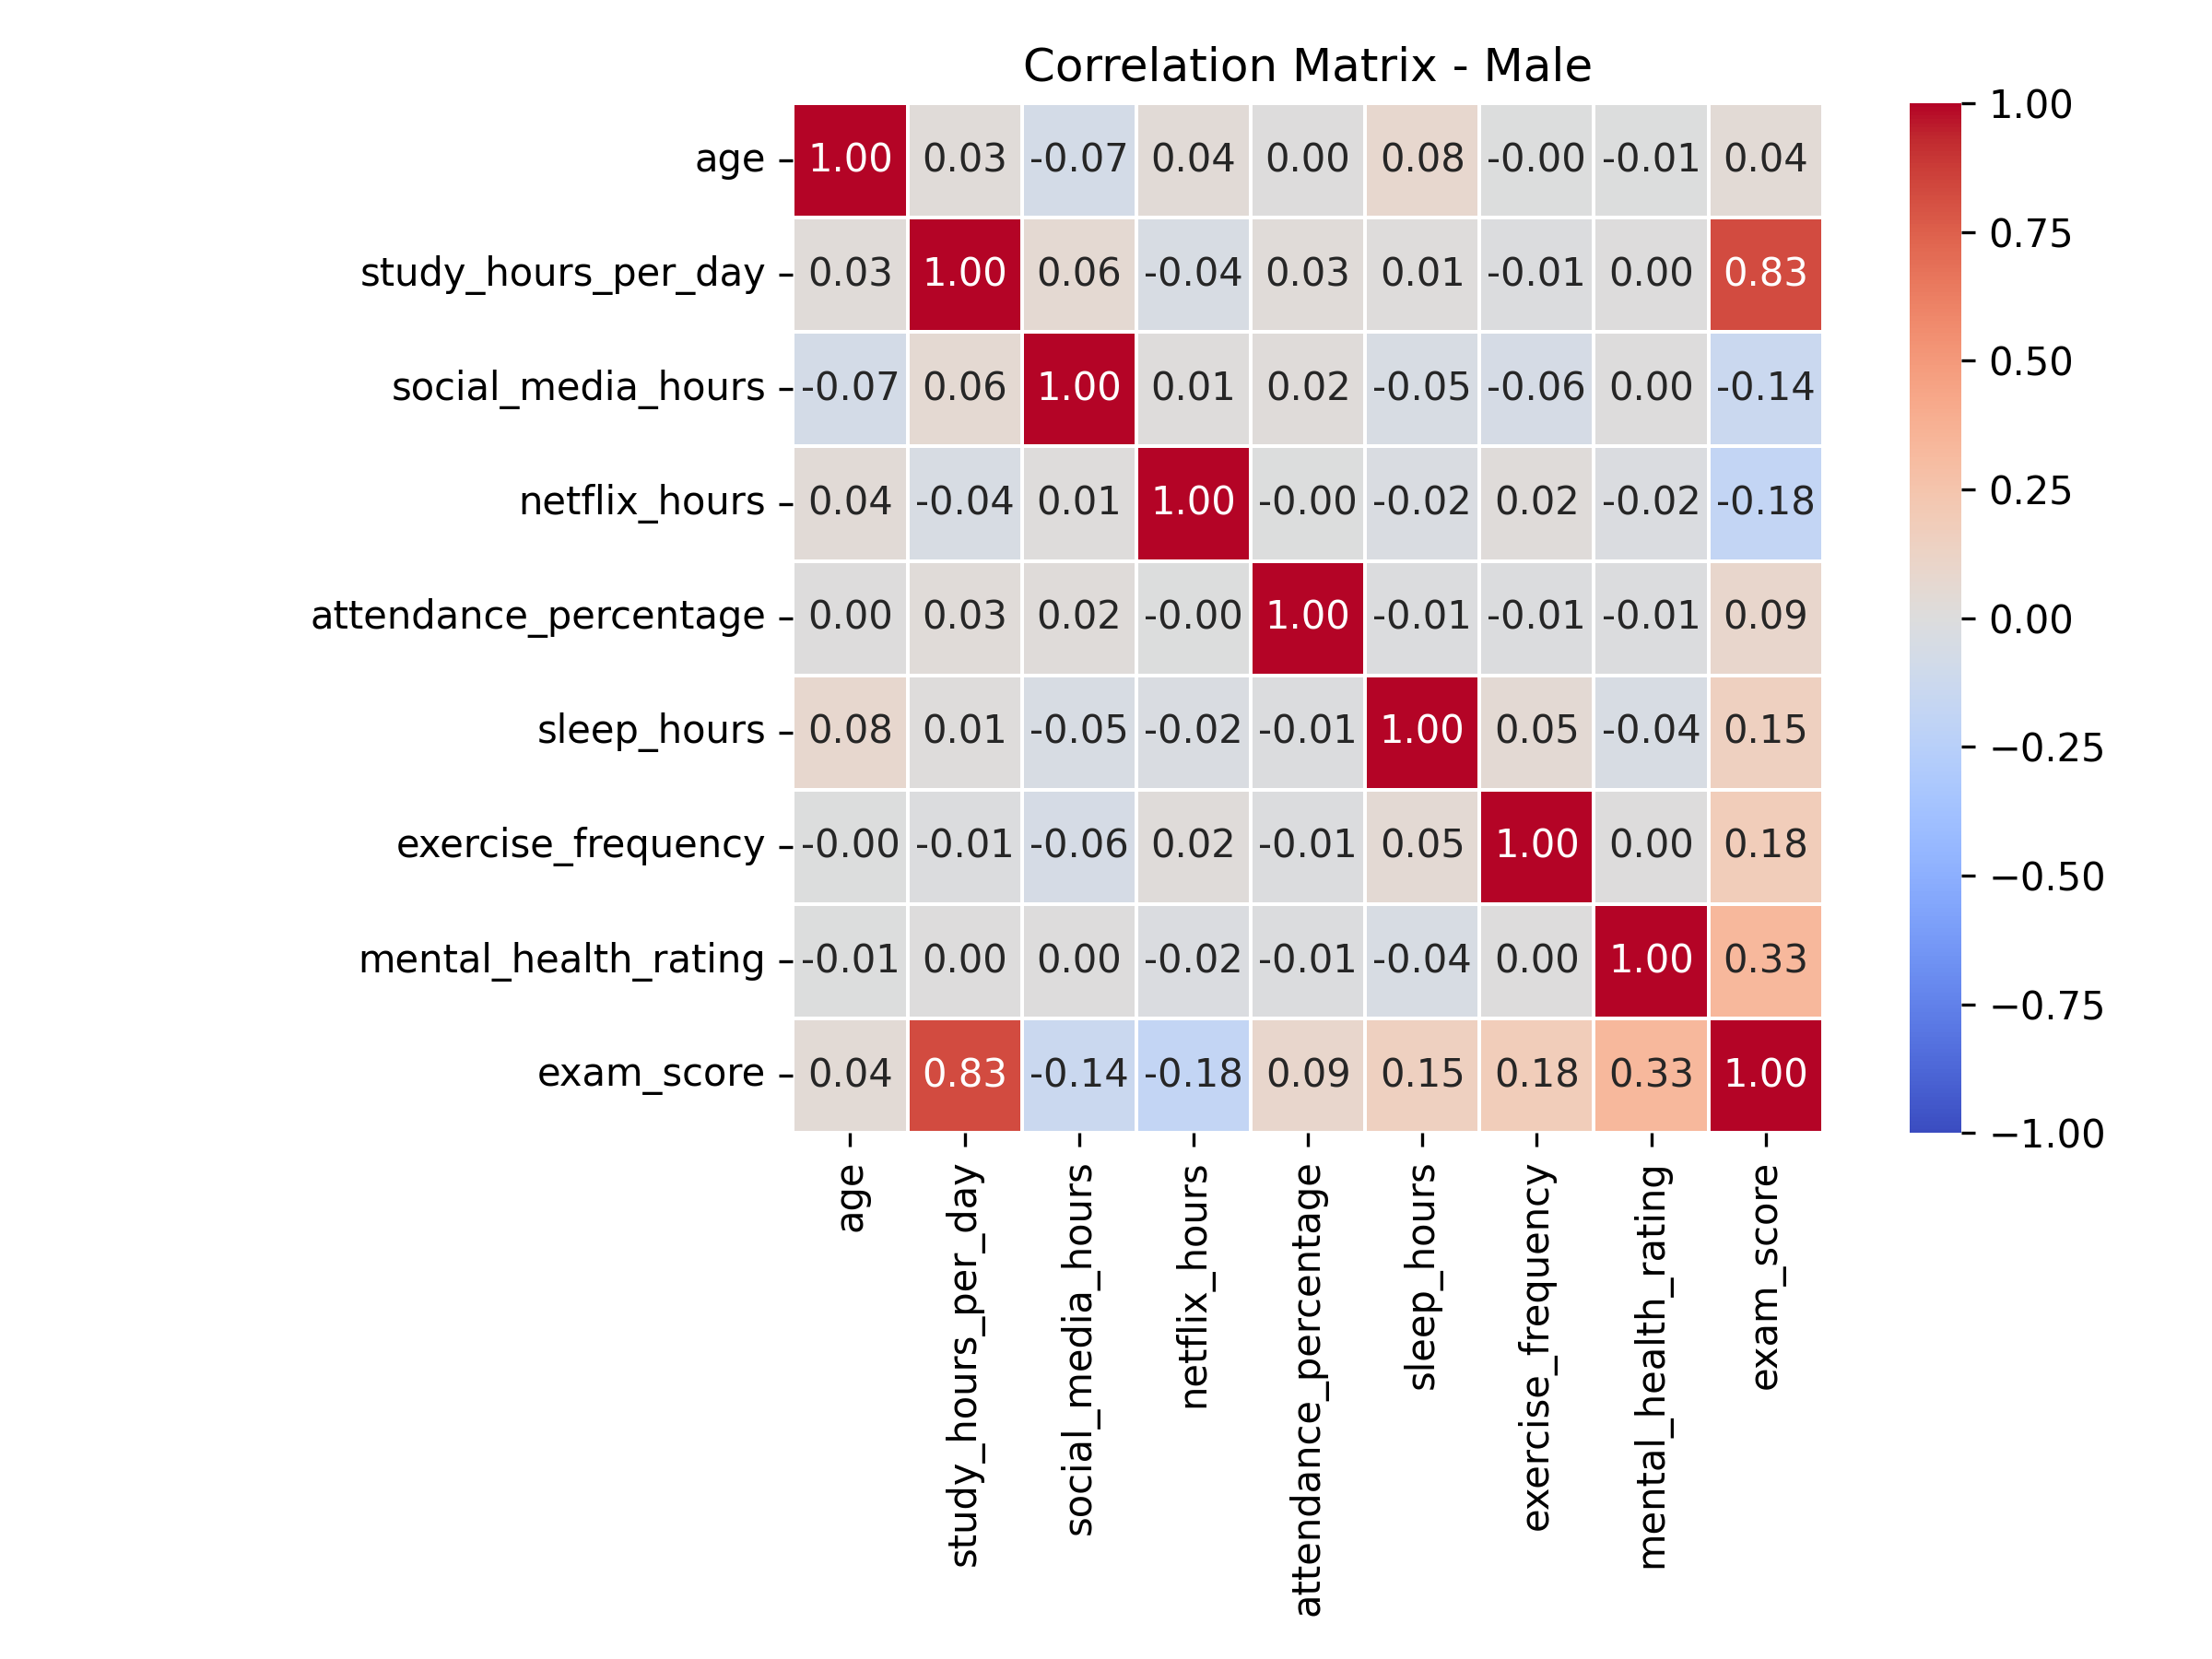 Correlation Matrix - Male
age 1.00 0.03 -0.07 0.04 0.00 0.08 -0.00 -0.01 0.04
study_hours_per_day 0.03 1.00 0.06 -0.04 0.03 0.01 -0.01 0.00 0.83
social_media_hours -0.07 0.06 1.00 0.01 0.02 -0.05 -0.06 0.00 -0.14
netflix_hours 0.04 -0.04 0.01 1.00 -0.00 -0.02 0.02 -0.02 -0.18
attendance_percentage 0.00 0.03 0.02 -0.00 1.00 -0.01 -0.01 -0.01 0.09
sleep_hours 0.08 0.01 -0.05 -0.02 -0.01 1.00 0.05 -0.04 0.15
exercise_frequency -0.00 -0.01 -0.06 0.02 -0.01 0.05 1.00 0.00 0.18
mental_health_rating -0.01 0.00 0.00 -0.02 -0.01 -0.04 0.00 1.00 0.33
exam_score 0.04 0.83 -0.14 -0.18 0.09 0.15 0.18 0.33 1.00
age
study_hours_per_day
social_media_hours
netflix_hours
attendance_percentage
sleep_hours
exercise_frequency
mental_health_rating
exam_score
1.00
0.75
0.50
0.25
0.00
−0.25
−0.50
−0.75
−1.00